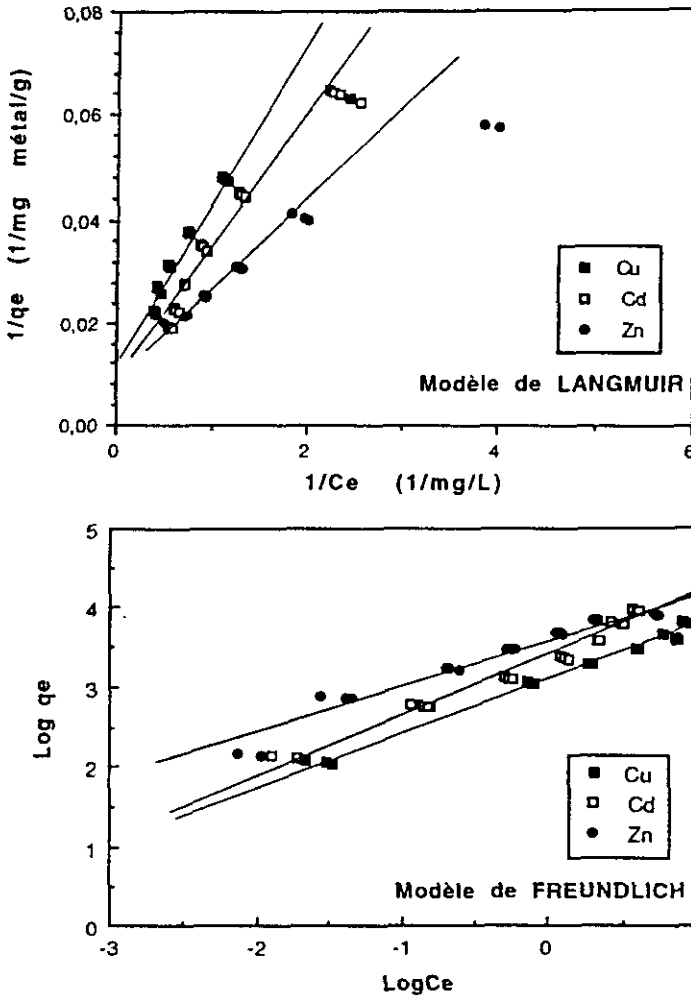 0,08
0,06
0,04
0,02
0,00
1/qe (1/mg métal/g)
Cu
Cd
Zn
Modèle de LANGMUIR
0 2 4 6
1/Ce (1/mg/L)
5
4
3
2
1
0
Log qe
Cu
Cd
Zn
Modèle de FREUNDLICH
-3 -2 -1 0
LogCe